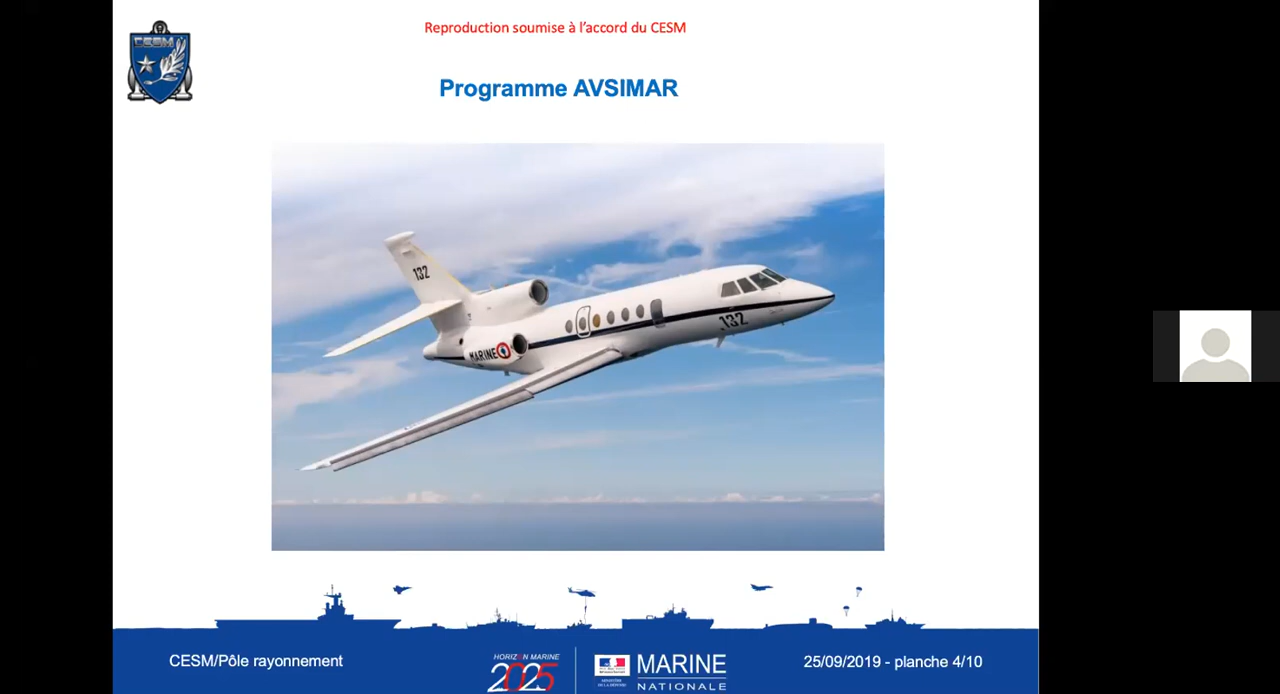 Reproduction soumise à l’accord du CESM
CESM
Programme AVSIMAR
132
132
MARINE
CESM/Pôle rayonnement
HORIZON MARINE
2025
MARINE
NATIONALE
25/09/2019 - planche 4/10